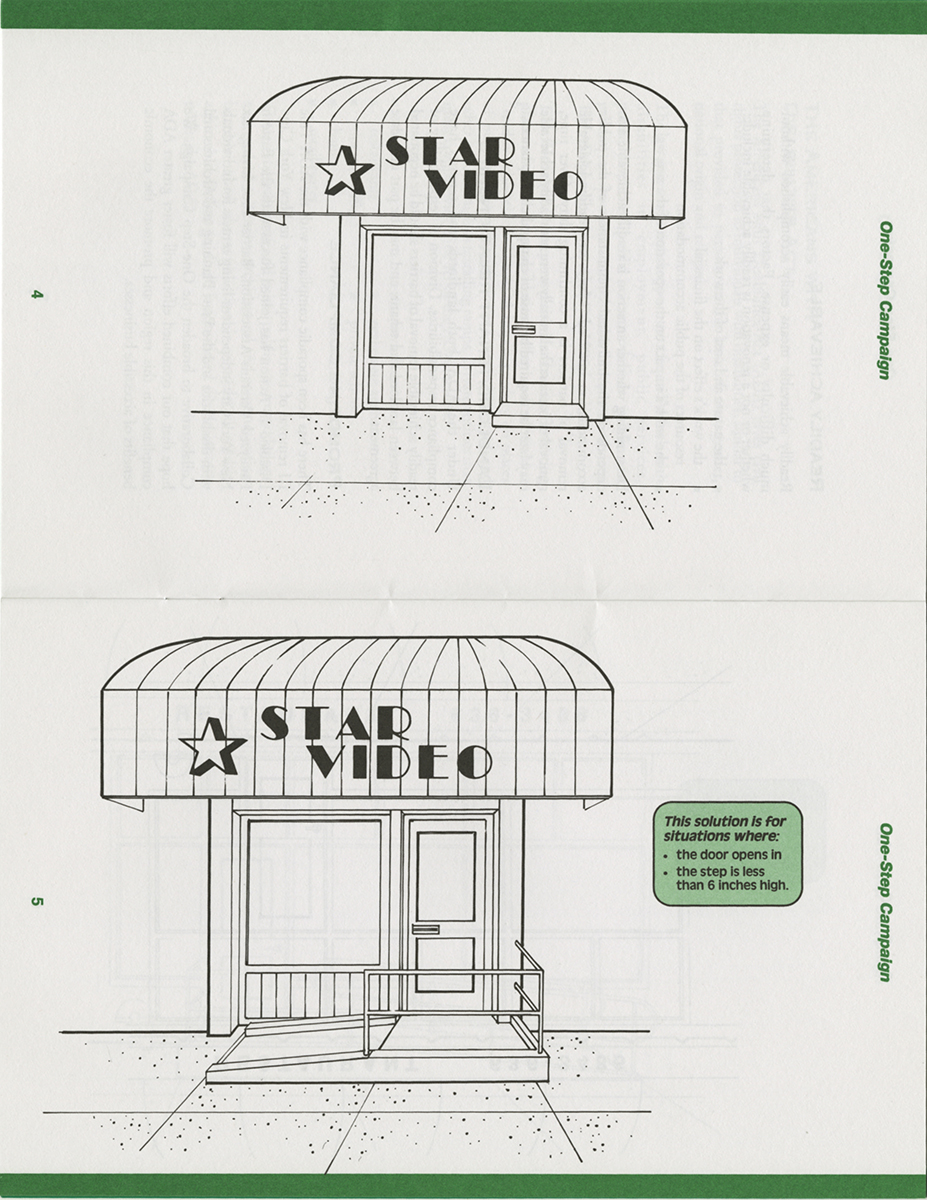 One-Step Campaign
STAR
VIDEO
4
One-Step Campaign
STAR
VIDEO
This solution is for
situations where:
• the door opens in
• the step is less
than 6 inches high.
5